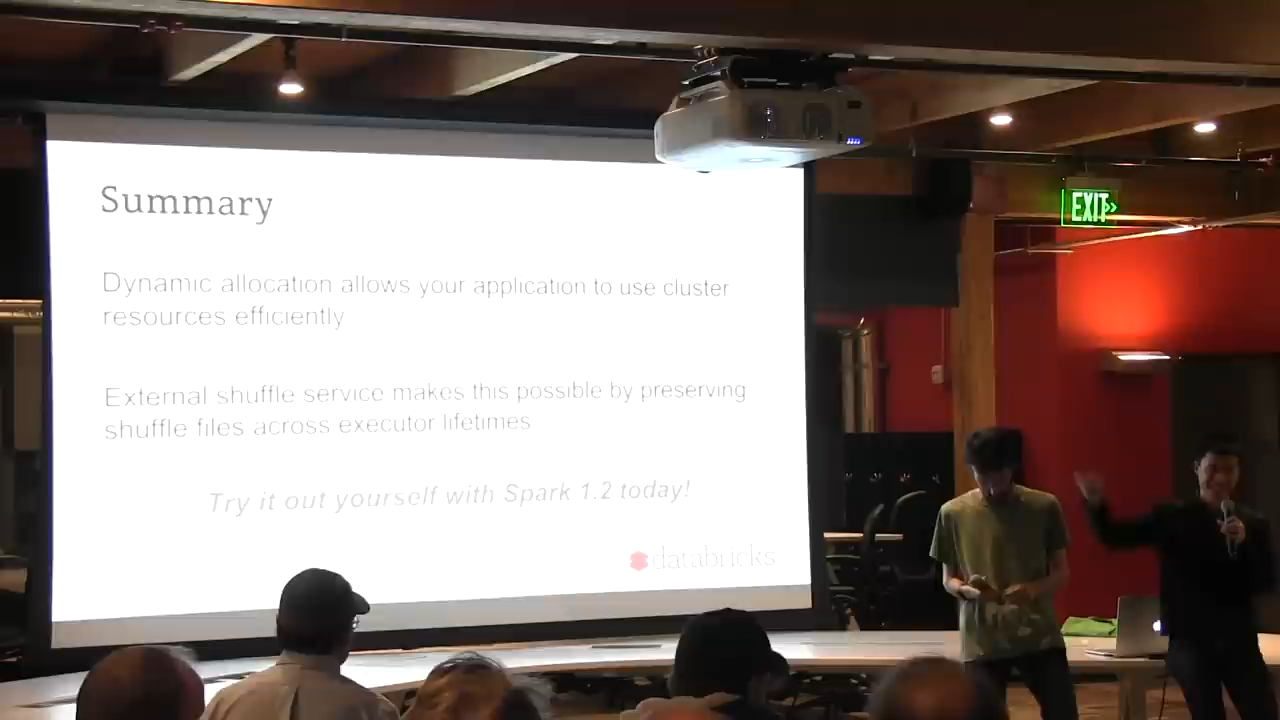 Summary
Dynamic allocation allows your application to use cluster
resources efficiently
External shuffle service makes this possible by preserving
shuffle files across executor lifetimes
Try it out yourself with Spark 1.2 today!
databricks
EXIT